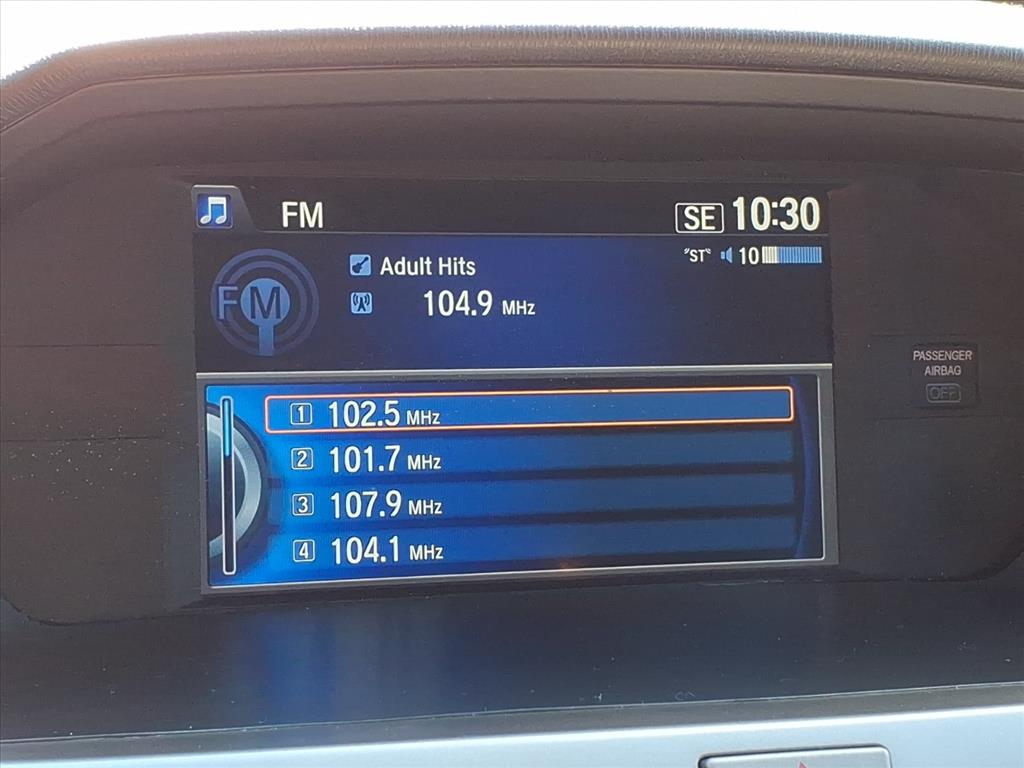 FM
SE 10:30
"ST" 10
FM
Adult Hits
104.9 MHz
PASSENGER
AIRBAG
OFF
1 102.5 MHz
2 101.7 MHz
3 107.9 MHz
4 104.1 MHz